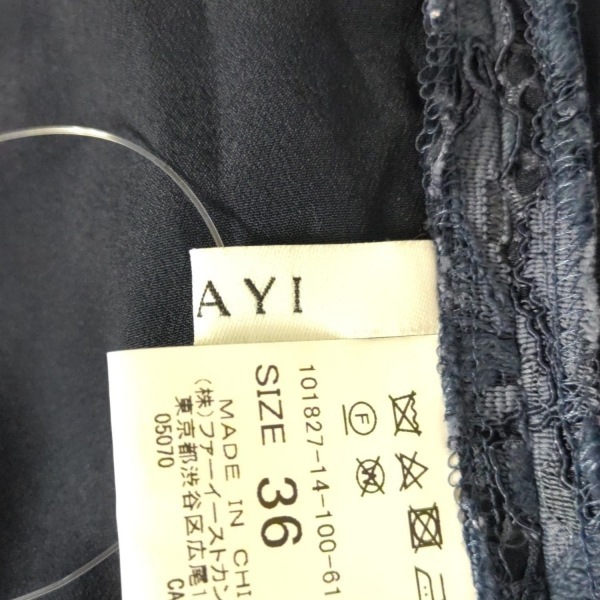 AYI
101827-14-100-61
SIZE 36
MADE IN CHI
(株)ファーイーストカン
東京都渋谷区広尾1
05070
CA
F